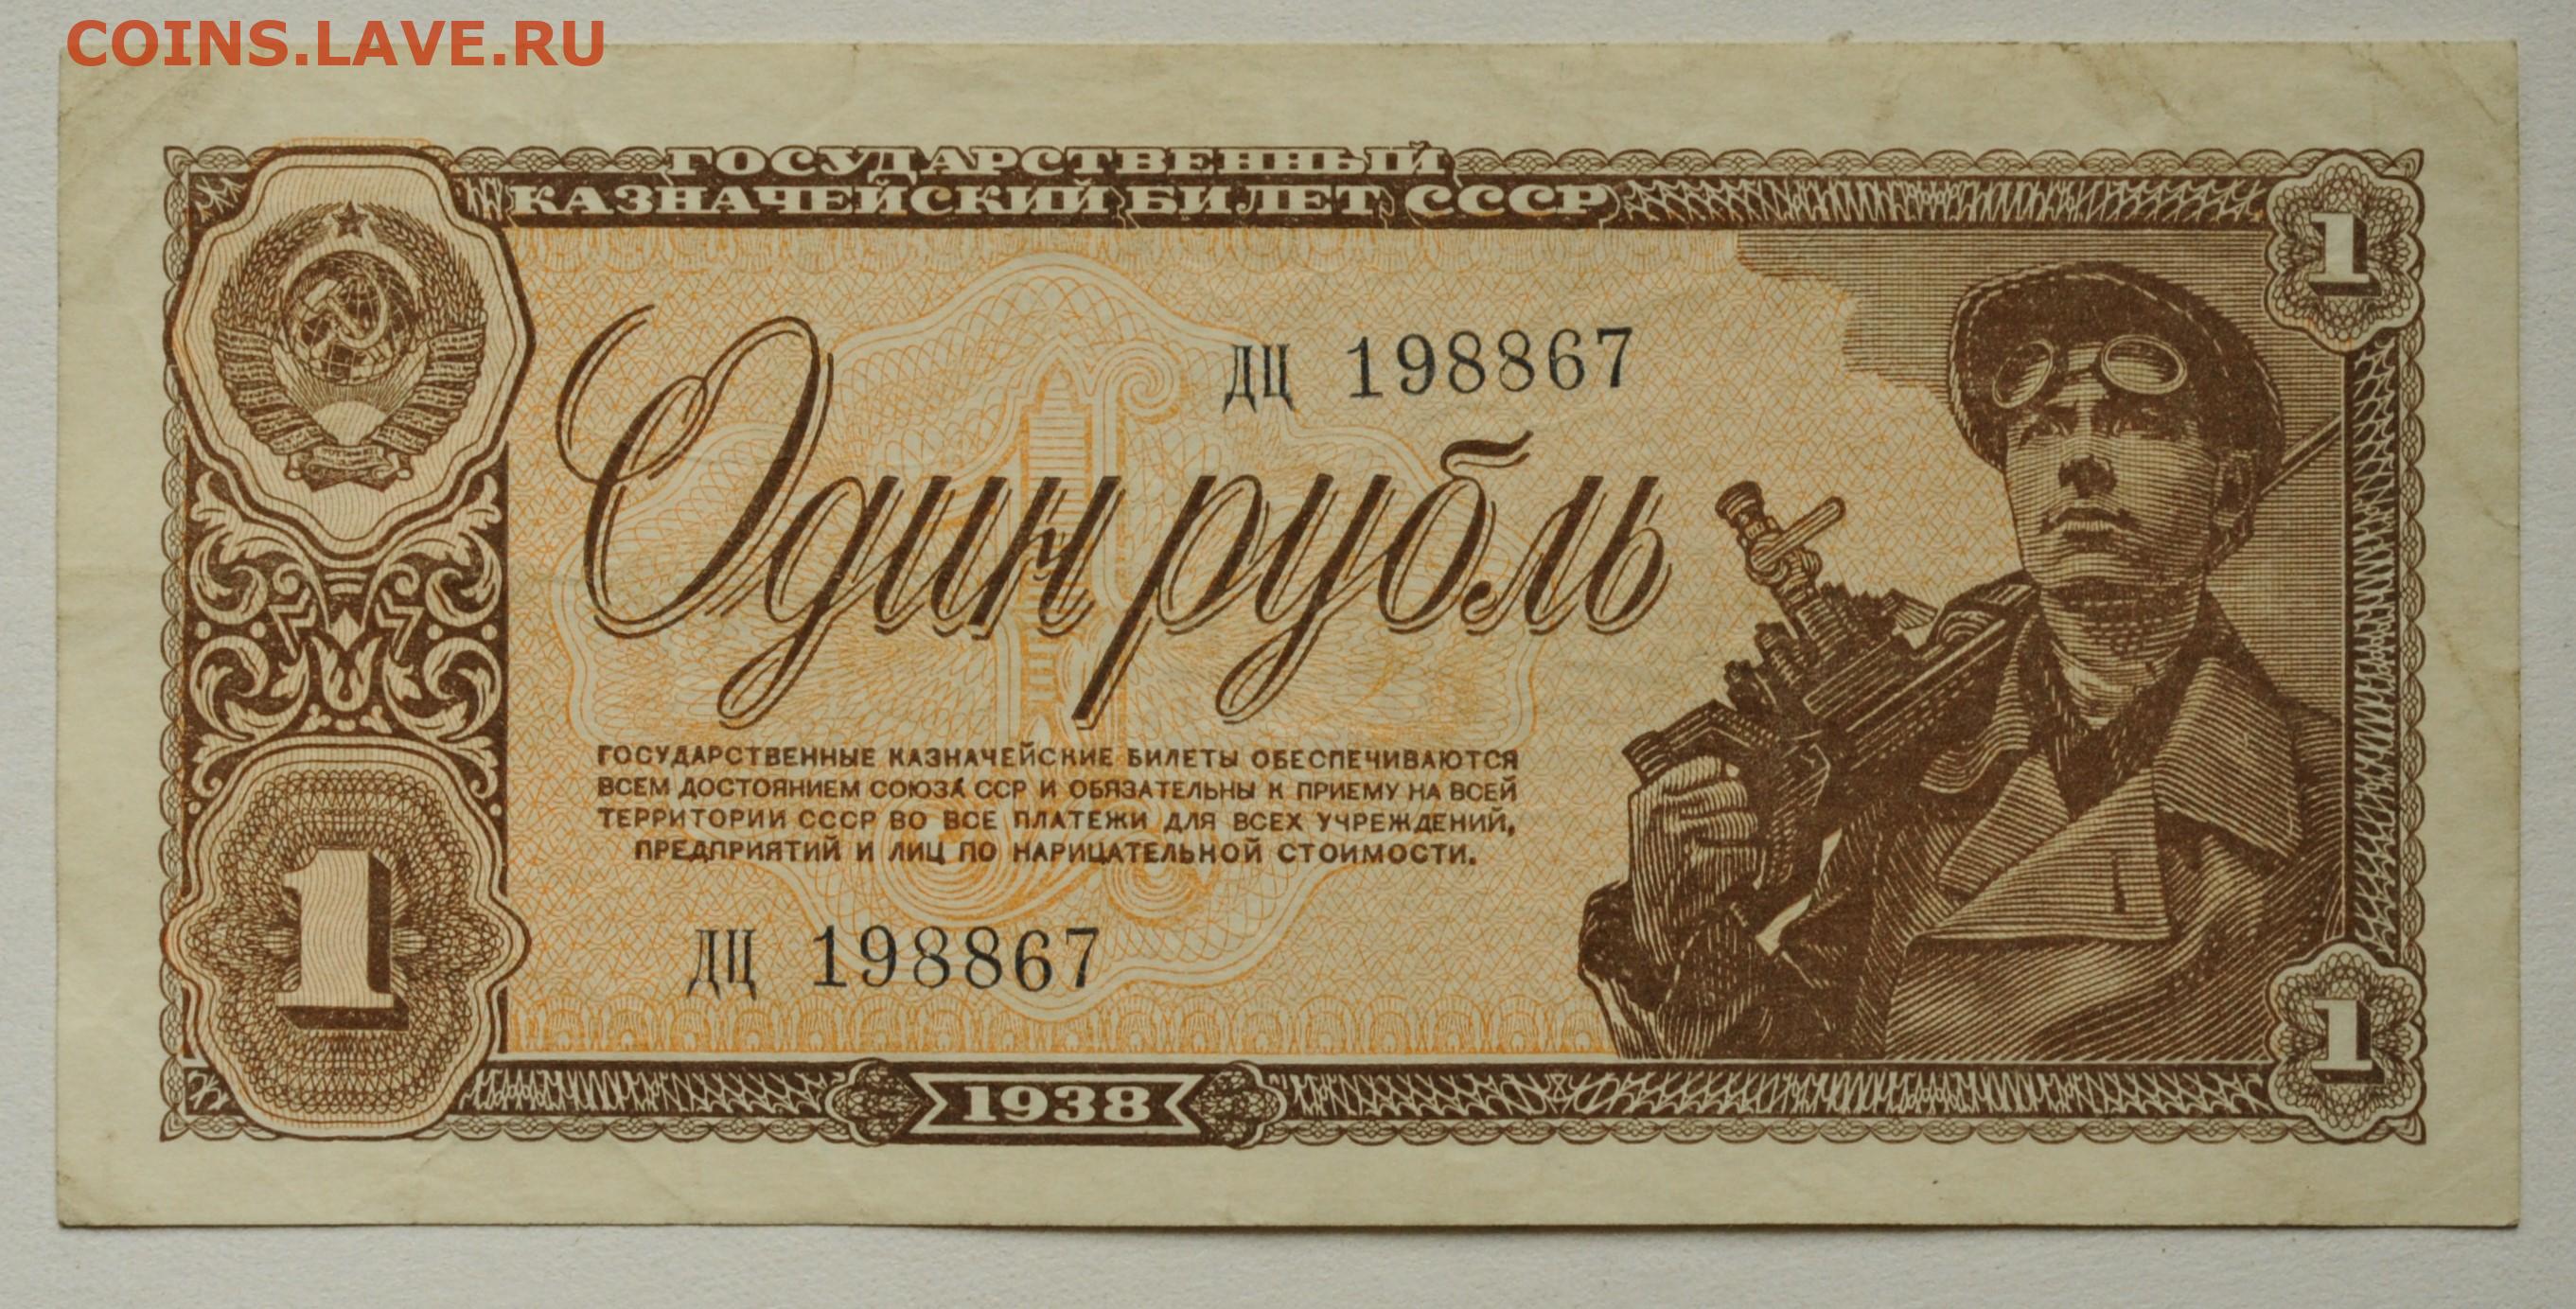 COINS.LAVE.RU
ГОСУДАРСТВЕННЫЙ
КАЗНАЧЕЙСКИЙ БИЛЕТ СССР
1
ДЦ 198867
Один рубль
ГОСУДАРСТВЕННЫЕ КАЗНАЧЕЙСКИЕ БИЛЕТЫ ОБЕСПЕЧИВАЮТСЯ
ВСЕМ ДОСТОЯНИЕМ СОЮЗА ССР И ОБЯЗАТЕЛЬНЫ К ПРИЕМУ НА ВСЕЙ
ТЕРРИТОРИИ СССР ВО ВСЕ ПЛАТЕЖИ ДЛЯ ВСЕХ УЧРЕЖДЕНИЙ,
ПРЕДПРИЯТИЙ И ЛИЦ ПО НАРИЦАТЕЛЬНОЙ СТОИМОСТИ.
1
ДЦ 198867
1
1938